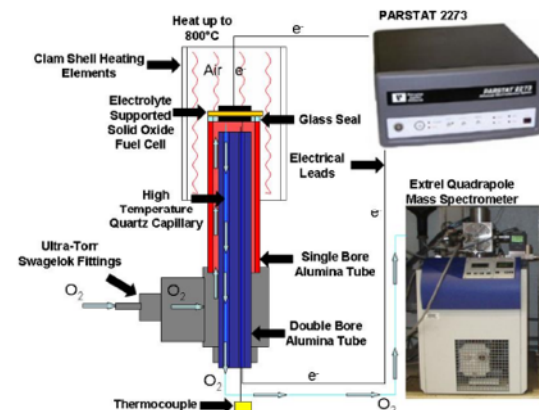 Heat up to
800°C
PARSTAT 2273
e-
Clam Shell Heating
Elements
Air
e-
Electrolyte
Supported
Solid Oxide
Fuel Cell
Glass Seal
PARSTAT 2273
Electrical
Leads
High
Temperature
Quartz Capillary
e-
Extrel Quadrapole
Mass Spectrometer
Ultra-Torr
Swagelok Fittings
Single Bore
Alumina Tube
O2
O2
Double Bore
Alumina Tube
O2
e-
O2
Thermocouple